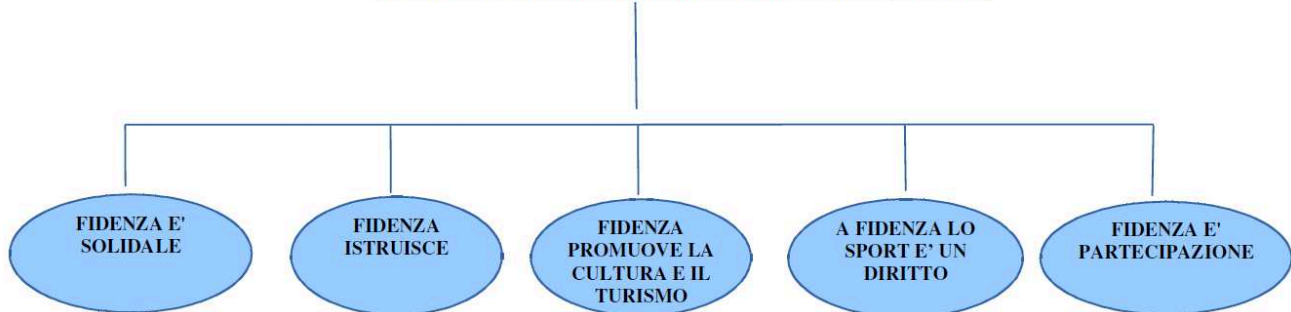 FIDENZA E'
SOLIDALE
FIDENZA
ISTRUISCE
FIDENZA
PROMUOVE LA
CULTURA E IL
TURISMO
A FIDENZA LO
SPORT E’ UN
DIRITTO
FIDENZA E'
PARTECIPAZIONE